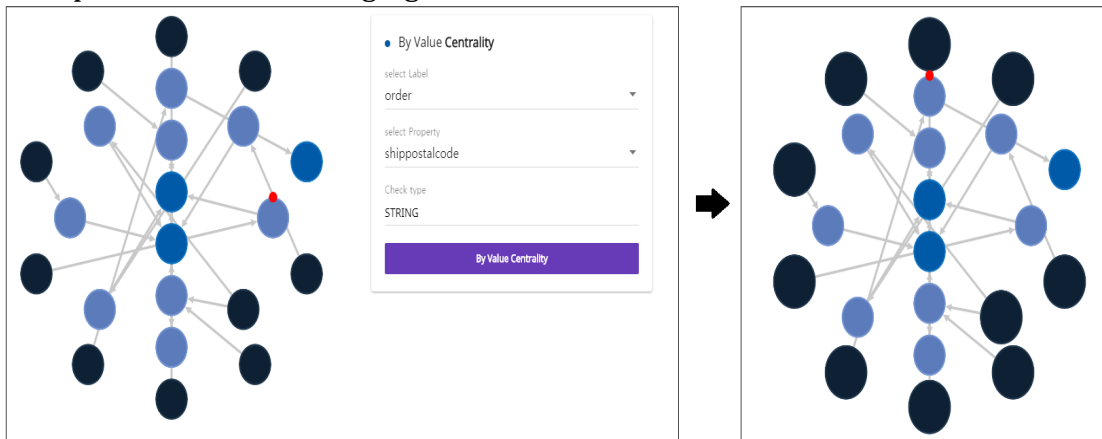 By Value Centrality
select Label
order
select Property
shippostalcode
Check type
STRING
By Value Centrality